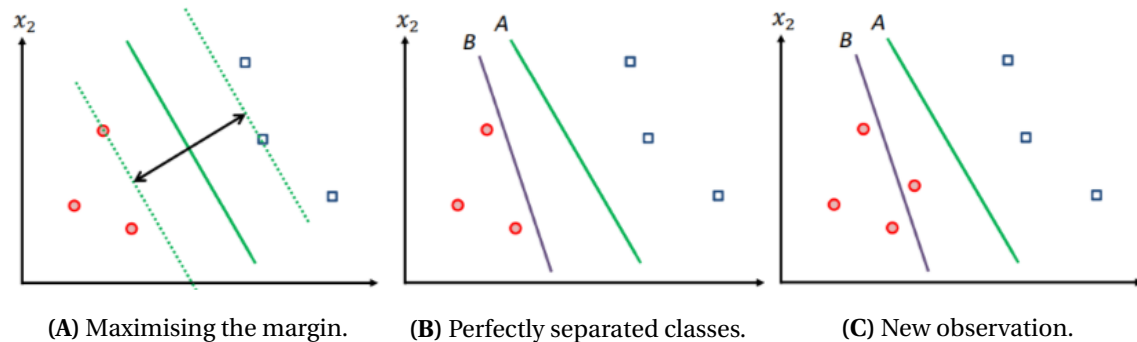 x₂
x₂
B
A
x₂
B
A
(A) Maximising the margin.
(B) Perfectly separated classes.
(C) New observation.